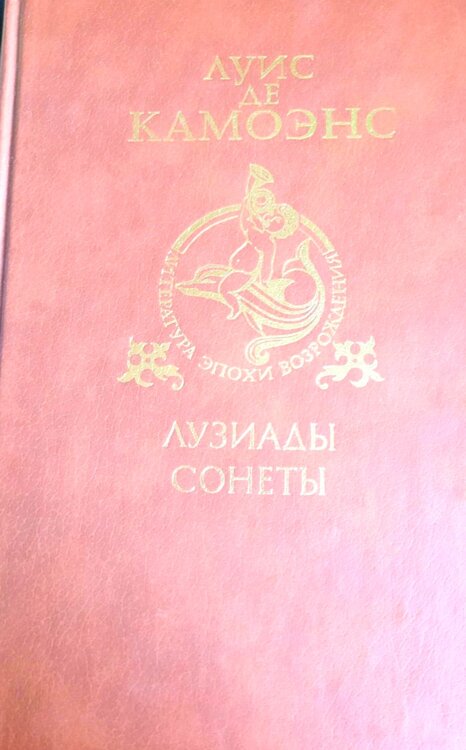 ЛУИС
ДЕ
КАМОЭНС
ЛИТЕРАТУРА ЭПОХИ ВОЗРОЖДЕНИЯ
ЛУЗИАДЫ
СОНЕТЫ